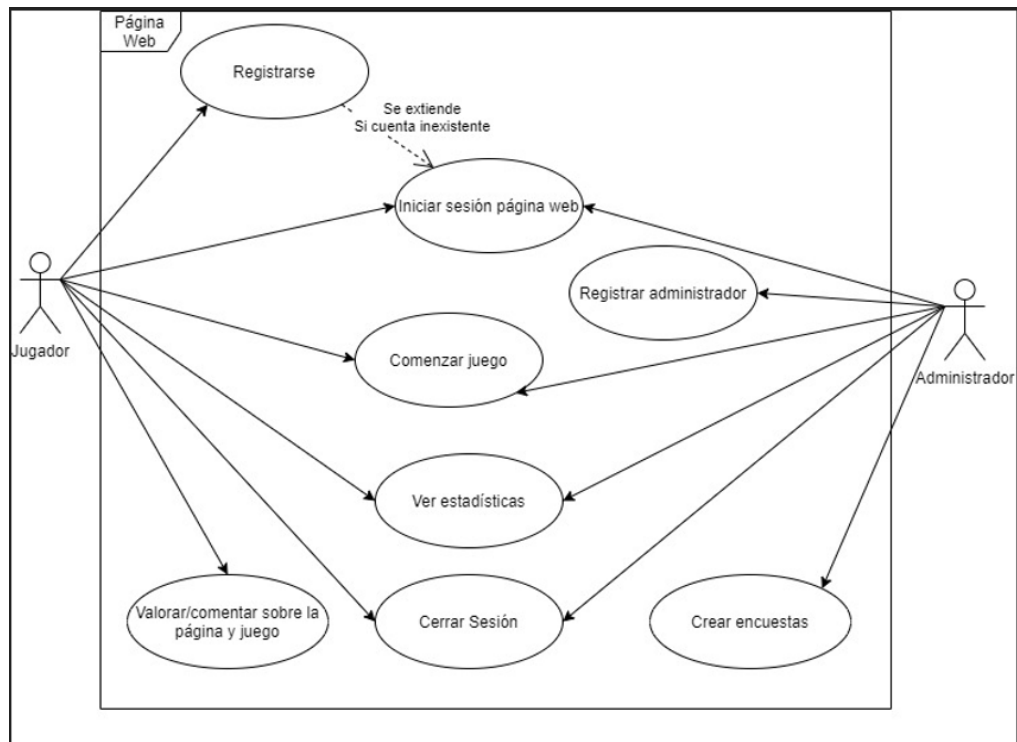 Página
Web
Registrarse
Se extiende
Si cuenta inexistente
Iniciar sesión página web
Registrar administrador
Jugador
Comenzar juego
Administrador
Ver estadísticas
Valorar/comentar sobre la
página y juego
Cerrar Sesión
Crear encuestas